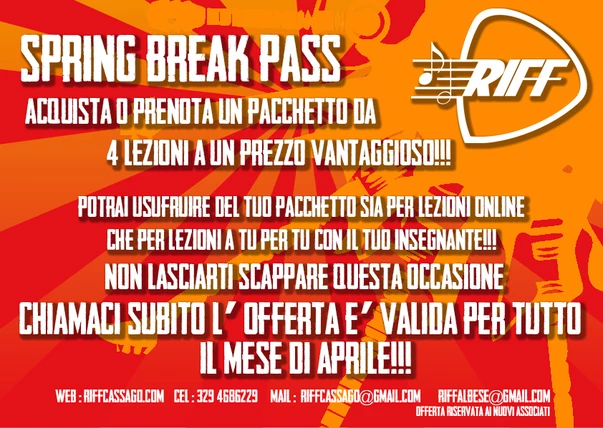 SPRING BREAK PASS
RIFF
ACQUISTA O PRENOTA UN PACCHETTO DA
4 LEZIONI A UN PREZZO VANTAGGIOSO!!!
POTRAI USUFRUIRE DEL TUO PACCHETTO SIA PER LEZIONI ONLINE
CHE PER LEZIONI A TU PER TU CON IL TUO INSEGNANTE!!!
NON LASCIARTI SCAPPARE QUESTA OCCASIONE
CHIAMACI SUBITO L' OFFERTA E' VALIDA PER TUTTO
IL MESE DI APRILE!!!
WEB : RIFFCASSAGO.COM CEL : 329 4686229 MAIL : RIFFCASSAGO@GMAIL.COM RIFFALBESE@GMAIL.COM
OFFERTA RISERVATA AI NUOVI ASSOCIATI